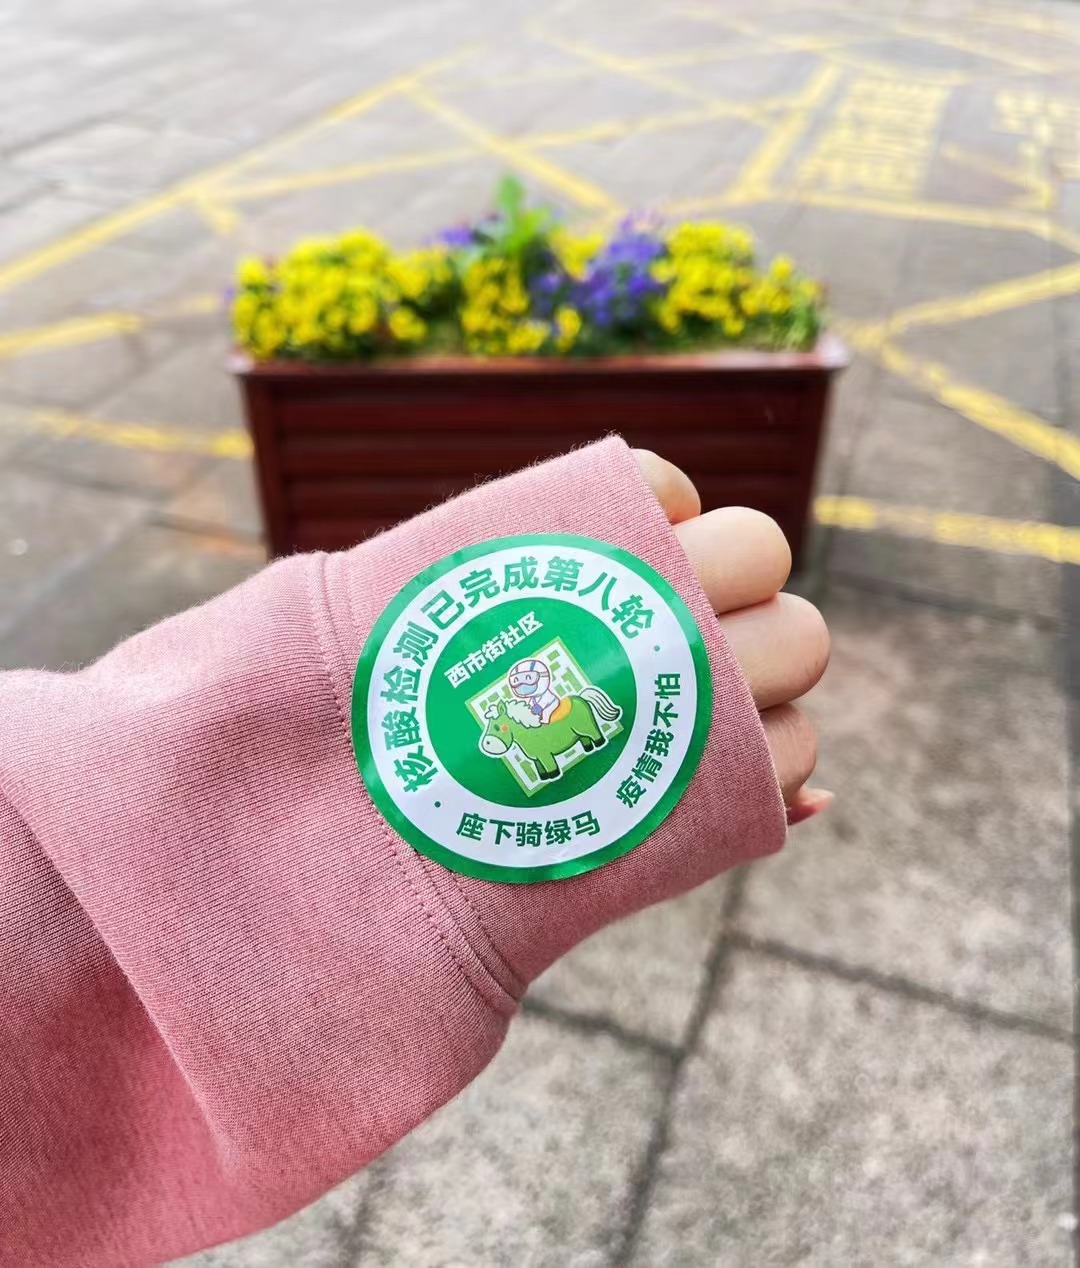 核酸检测已完成第八轮
西市街社区
座下骑绿马
疫情我不怕